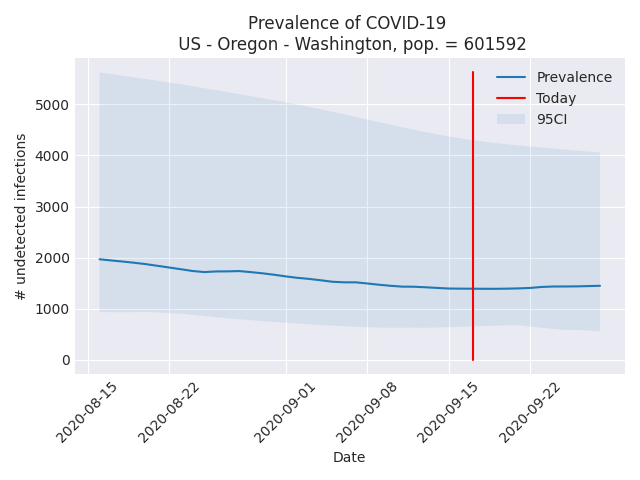 Prevalence of COVID-19
US - Oregon - Washington, pop. = 601592
Prevalence
Today
95CI
# undetected infections
5000
4000
3000
2000
1000
0
2020-08-15
2020-08-22
2020-09-01
2020-09-08
2020-09-15
2020-09-22
Date